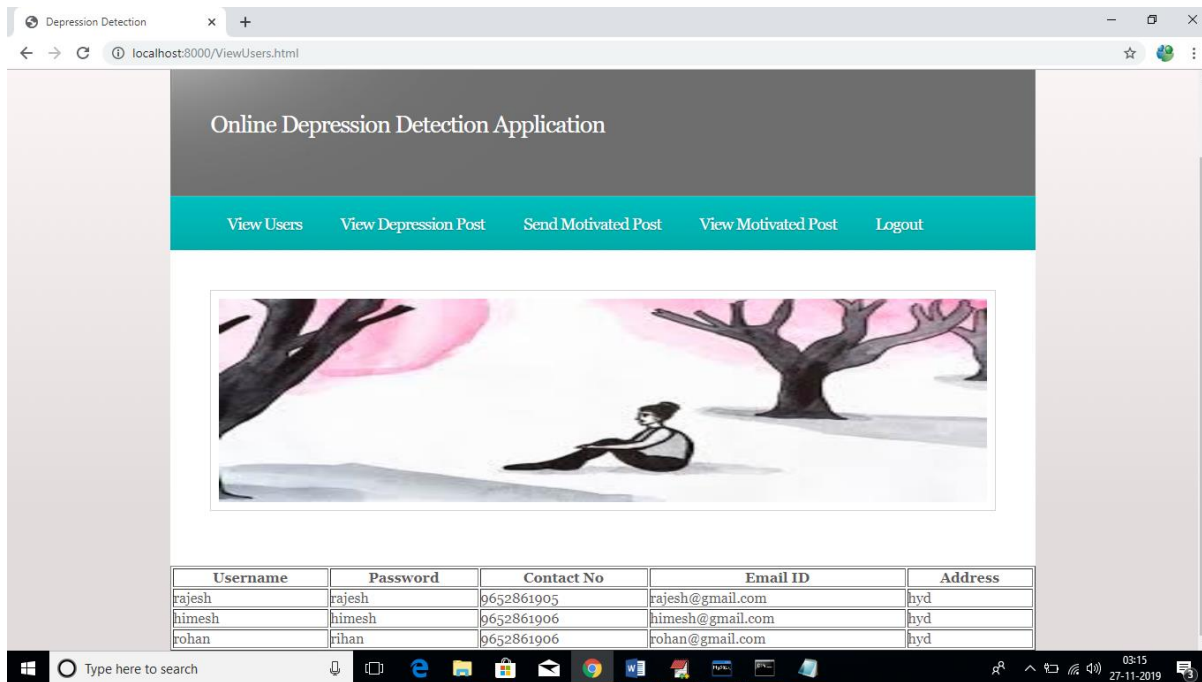 Depression Detection
localhost:8000/ViewUsers.html
Online Depression Detection Application
View Users View Depression Post Send Motivated Post View Motivated Post Logout
Username Password Contact No Email ID Address
rajesh rajesh 9652861905 rajesh@gmail.com hyd
himesh himesh 9652861906 himesh@gmail.com hyd
rohan rihan 9652861906 rohan@gmail.com hyd
Type here to search
03:15
27-11-2019